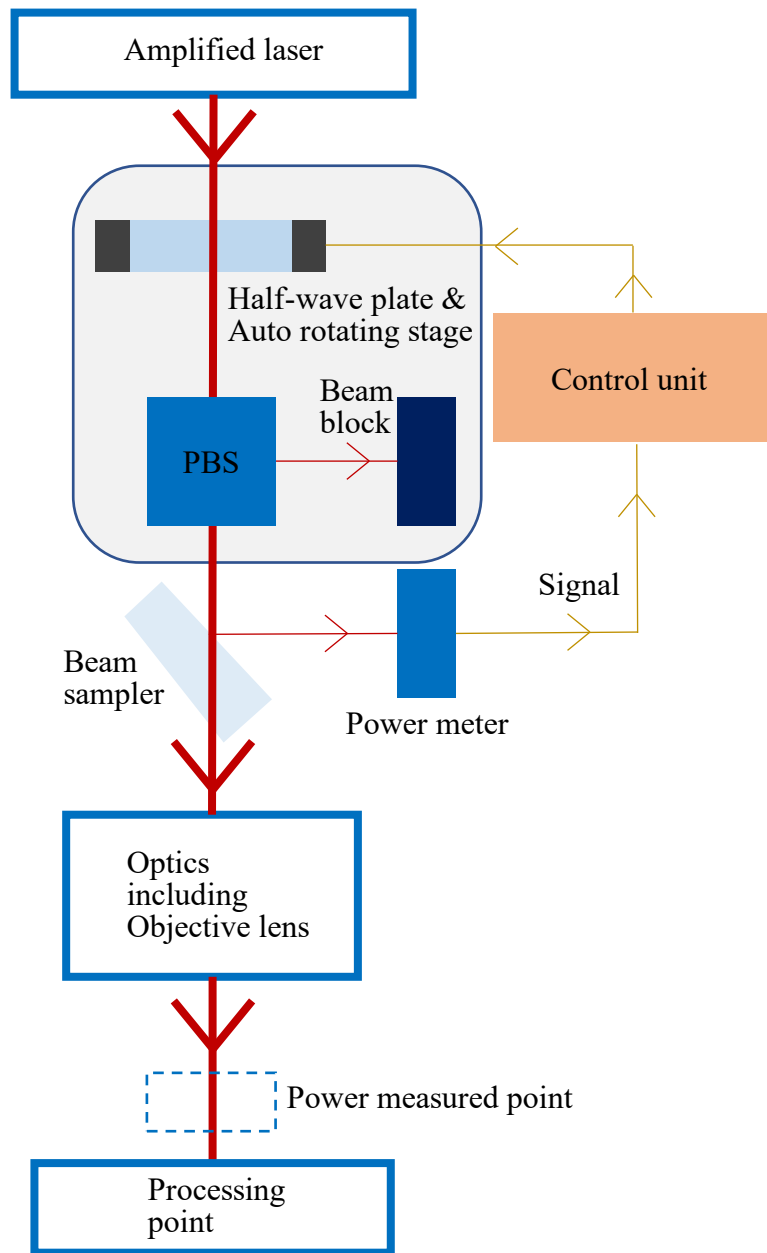 Amplified laser
Half-wave plate &
Auto rotating stage
Control unit
Beam
block
PBS
Signal
Beam
sampler
Power meter
Optics
including
Objective lens
Power measured point
Processing
point